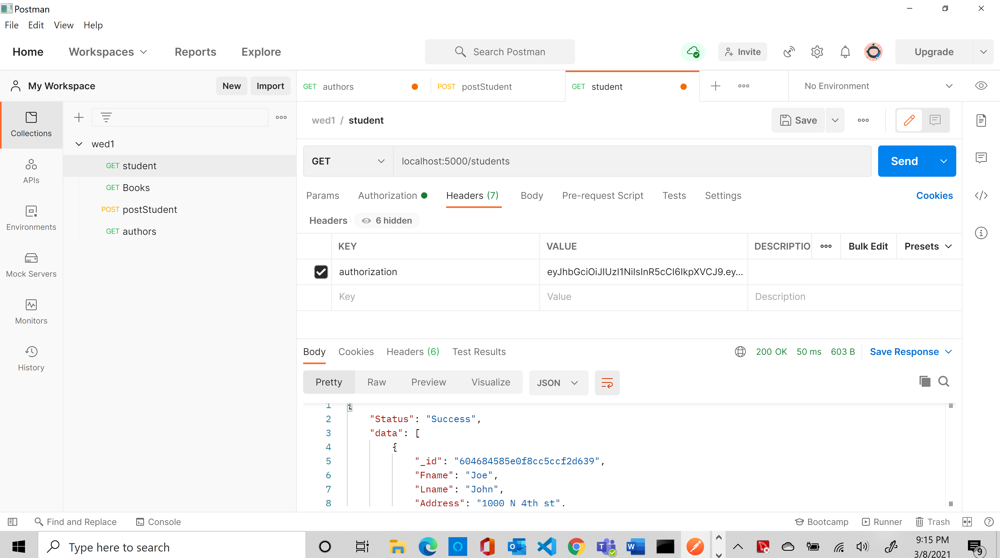 Postman
File Edit View Help
Home Workspaces Reports Explore Search Postman Invite Upgrade
My Workspace New Import GET authors POST postStudent GET student No Environment
Collections
APIs
Environments
Mock Servers
Monitors
History
wed1
GET student
GET Books
POST postStudent
GET authors
wed1 / student Save
GET localhost:5000/students Send
Params Authorization Headers (7) Body Pre-request Script Tests Settings Cookies
Headers 6 hidden
KEY VALUE DESCRIPTIO Bulk Edit Presets
authorization eyJhbGciOiJIUzI1NiIsInR5cCI6IkpXVCJ9.ey...
Key Value Description
Body Cookies Headers (6) Test Results 200 OK 50 ms 603 B Save Response
Pretty Raw Preview Visualize JSON
1 {
2 "Status": "Success",
3 "data": [
4 {
5 "_id": "604684585e0f8cc5ccf2d639",
6 "Fname": "Joe",
7 "Lname": "John",
8 "Address": "1000 N 4th st",
Find and Replace Console Bootcamp Runner Trash
Type here to search
9:15 PM
3/8/2021
9